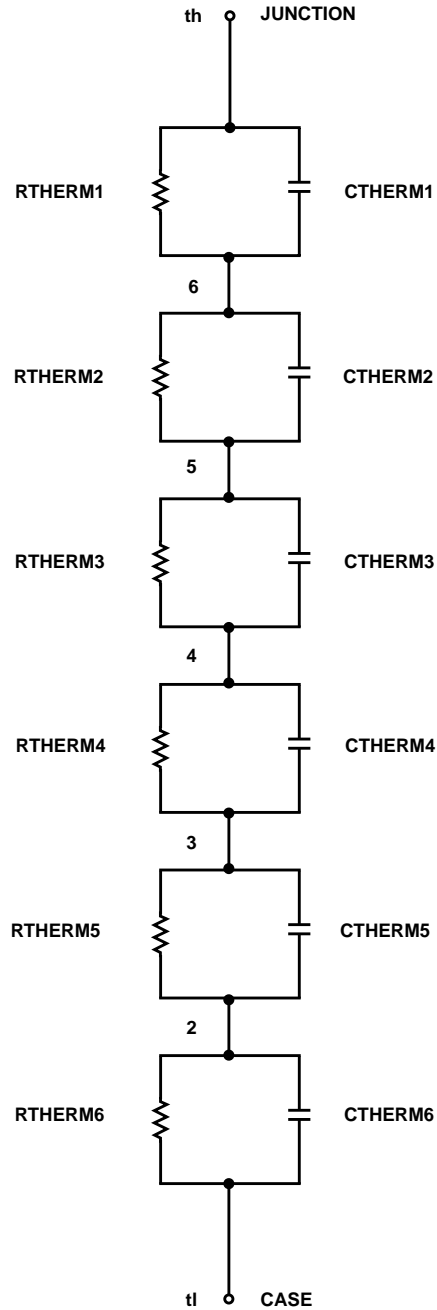 th JUNCTION
RTHERM1 CTHERM1
6
RTHERM2 CTHERM2
5
RTHERM3 CTHERM3
4
RTHERM4 CTHERM4
3
RTHERM5 CTHERM5
2
RTHERM6 CTHERM6
tl CASE